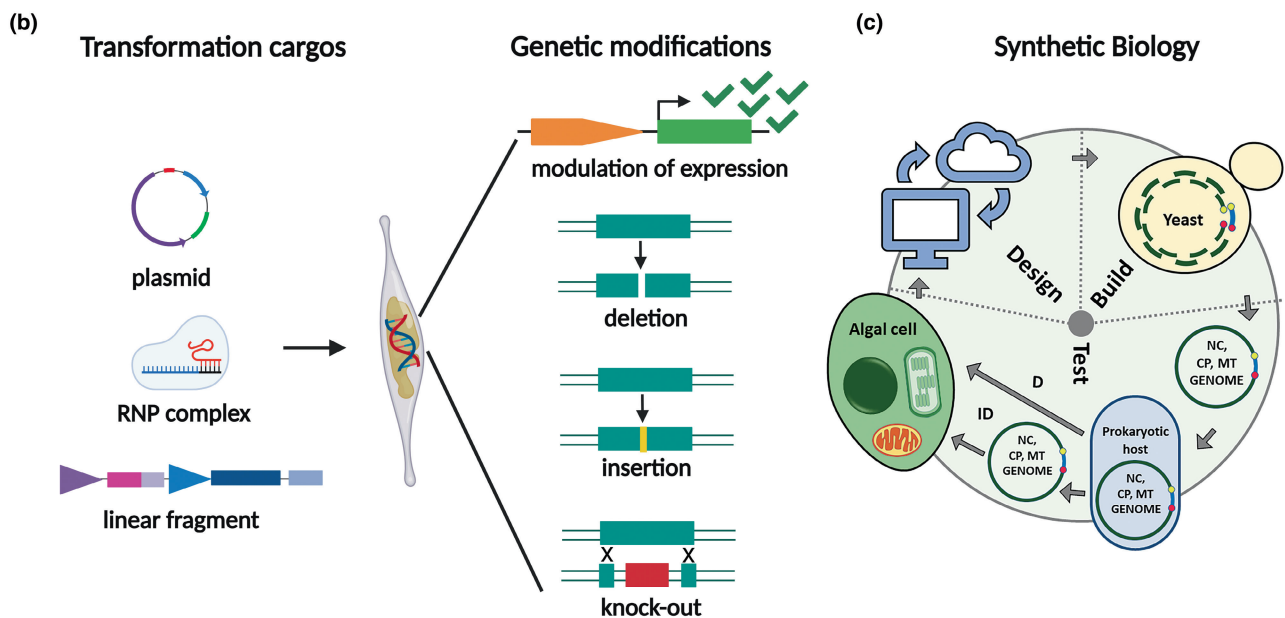 (b)
Transformation cargos
plasmid
RNP complex
linear fragment
Genetic modifications
modulation of expression
deletion
insertion
X X
knock-out
(c)
Synthetic Biology
Design
Build
Test
Yeast
NC,
CP, MT
GENOME
Prokaryotic
host
NC,
CP, MT
GENOME
D
ID
NC,
CP, MT
GENOME
Algal cell